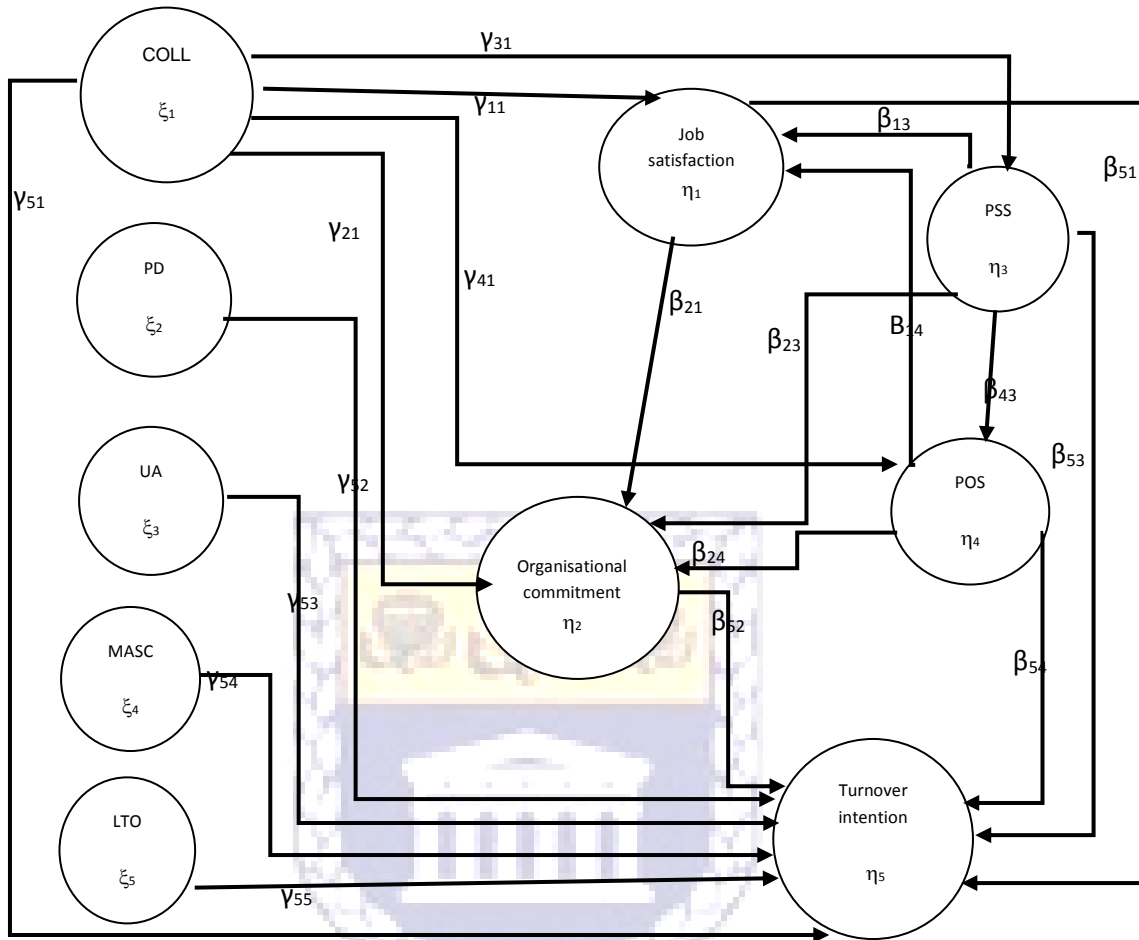 COLL
ξ1
γ31
γ11
Job
satisfaction
η1
β13
β51
γ51
PSS
η3
γ21
PD
ξ2
γ41
β21
β23
B14
β43
β53
UA
ξ3
γ52
POS
η4
β24
Organisational
commitment
η2
γ53
β52
MASC
ξ4
γ54
β54
Turnover
intention
η5
LTO
ξ5
γ55